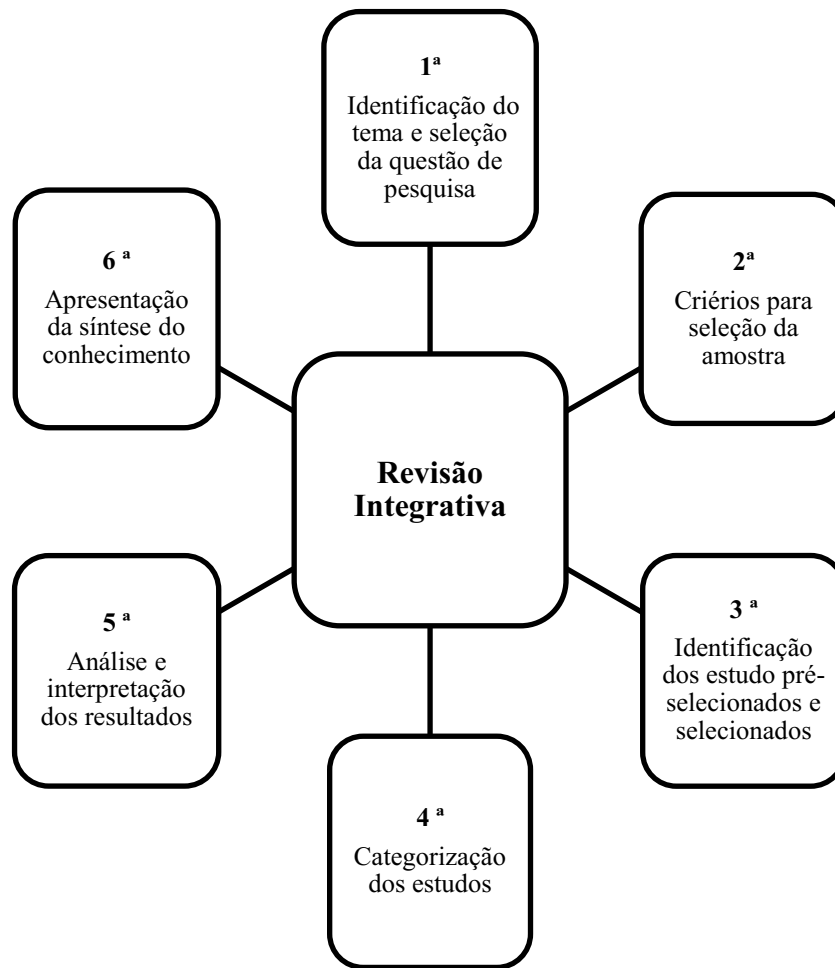 1ª
Identificação do
tema e seleção
da questão de
pesquisa
2ª
Criérios para
seleção da
amostra
3 ª
Identificação
dos estudo pré-
selecionados e
selecionados
4 ª
Categorização
dos estudos
5 ª
Análise e
interpretação
dos resultados
6 ª
Apresentação
da síntese do
conhecimento
Revisão
Integrativa